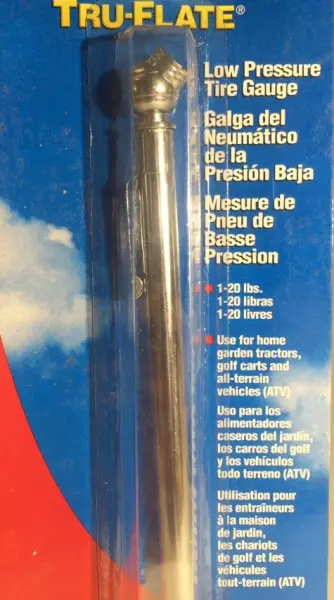 TRU-FLATE®
Low Pressure
Tire Gauge
Galga del
Neumático
de la
Presión Baja
Mesure de
Pneu de
Basse
Pression
1-20 lbs.
1-20 libras
1-20 livres
Use for home
garden tractors,
golf carts and
all-terrain
vehicles (ATV)
Uso para los
alimentadores
caseros del jardín,
los carros del golf
y los vehículos
todo terreno (ATV)
Utilisation pour
les entraîneurs
à la maison
de jardin,
les chariots
de golf et les
véhicules
tout-terrain (ATV)